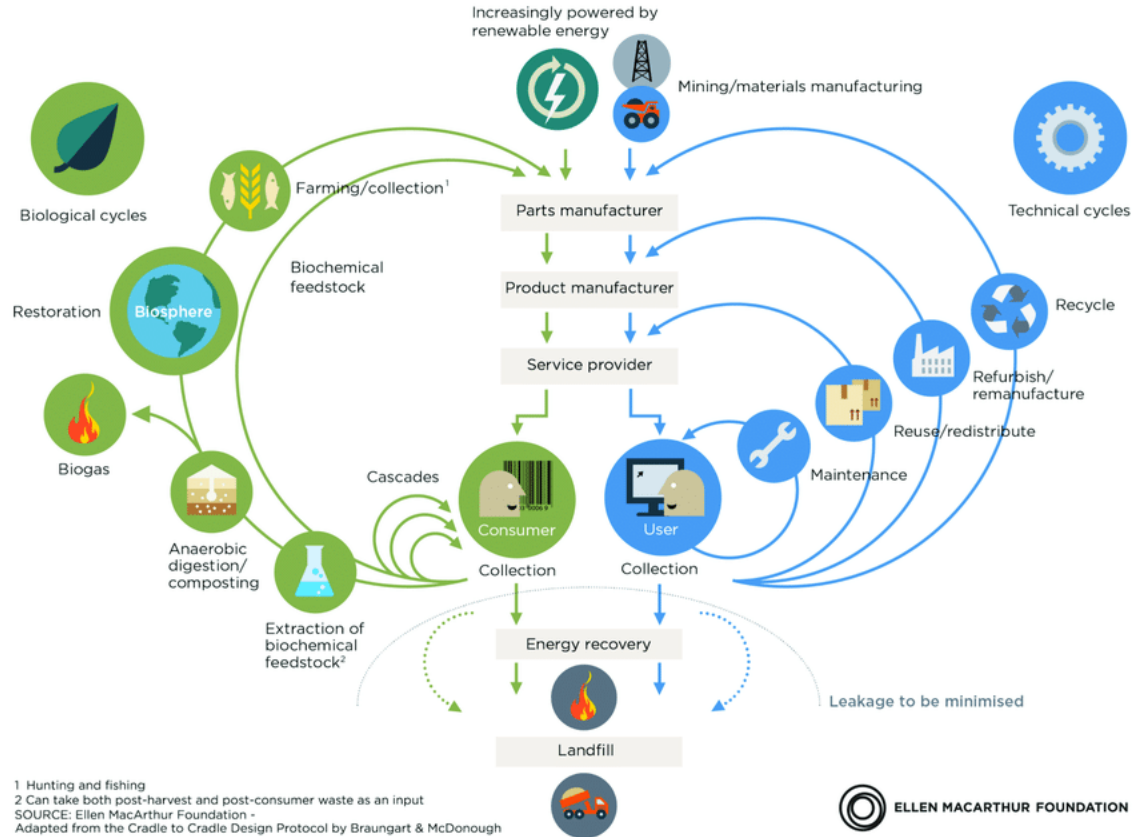 Increasingly powered by
renewable energy
Mining/materials manufacturing
Biological cycles
Technical cycles
Farming/collection¹
Parts manufacturer
Biochemical
feedstock
Product manufacturer
Restoration
Biosphere
Recycle
Service provider
Refurbish/
remanufacture
Reuse/redistribute
Biogas
Maintenance
Cascades
Consumer
User
Anaerobic
digestion/
composting
Collection
Collection
Extraction of
biochemical
feedstock²
Energy recovery
Leakage to be minimised
Landfill
1 Hunting and fishing
2 Can take both post-harvest and post-consumer waste as an input
SOURCE: Ellen MacArthur Foundation -
Adapted from the Cradle to Cradle Design Protocol by Braungart & McDonough
ELLEN MACARTHUR FOUNDATION